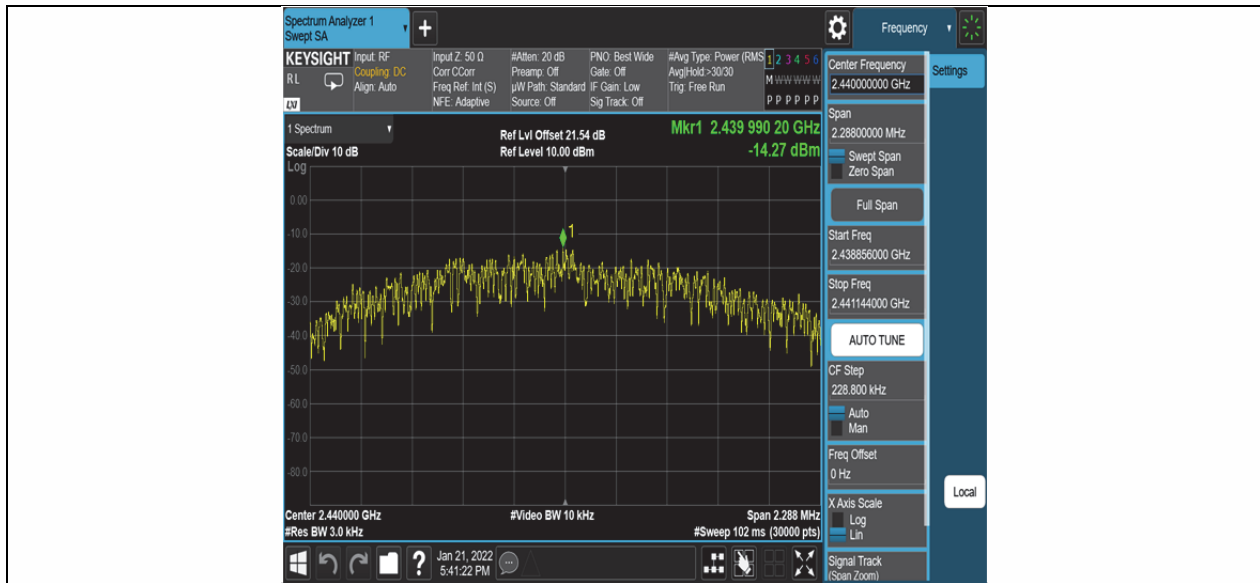 Spectrum Analyzer 1
Swept SA
+
Frequency
KEYSIGHT
RL
LXI
Input: RF
Coupling: DC
Align: Auto
Input Z: 50 Ω
Corr CCorr
Freq Ref: Int (S)
NFE: Adaptive
#Atten: 20 dB
Preamp: Off
µW Path: Standard
Source: Off
PNO: Best Wide
Gate: Off
IF Gain: Low
Sig Track: Off
#Avg Type: Power (RMS
Avg|Hold:>30/30
Trig: Free Run
1 2 3 4 5 6
M W W W W W
P P P P P P
1 Spectrum
Scale/Div 10 dB
Log
Ref Lvl Offset 21.54 dB
Ref Level 10.00 dBm
Mkr1 2.439 990 20 GHz
-14.27 dBm
0.00
-10.0
-20.0
-30.0
-40.0
-50.0
-60.0
-70.0
-80.0
1
Center 2.440000 GHz
#Res BW 3.0 kHz
#Video BW 10 kHz
Span 2.288 MHz
#Sweep 102 ms (30000 pts)
Jan 21, 2022
5:41:22 PM
Center Frequency
2.440000000 GHz
Span
2.28800000 MHz
Swept Span
Zero Span
Full Span
Start Freq
2.438856000 GHz
Stop Freq
2.441144000 GHz
AUTO TUNE
CF Step
228.800 kHz
Auto
Man
Freq Offset
0 Hz
X Axis Scale
Log
Lin
Signal Track
(Span Zoom)
Settings
Local